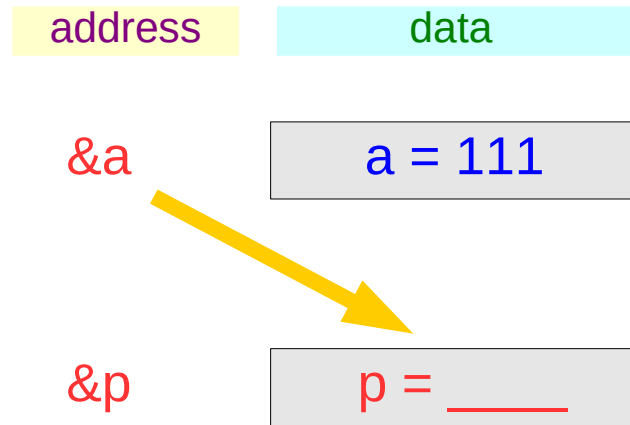 address data
&a a = 111
&p p = ____